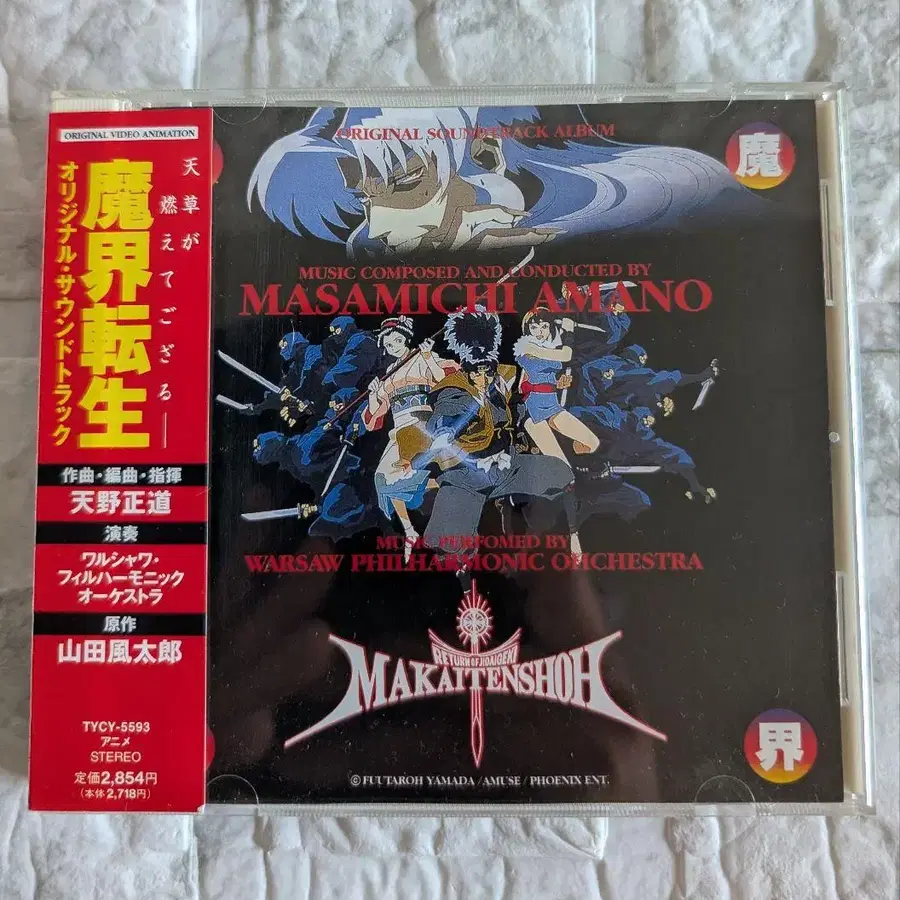 ORIGINAL VIDEO ANIMATION
天草が
燃えてござる──
魔界転生
オリジナル・サウンドトラック
作曲・編曲・指揮
天野正道
演奏
ワルシャワ・
フィルハーモニック
オーケストラ
原作
山田風太郎
TYCY-5593
アニメ
STEREO
定価2,854円
(本体2,718円)
ORIGINAL SOUNDTRACK ALBUM
魔
MUSIC COMPOSED AND CONDUCTED BY
MASAMICHI AMANO
MUSIC PERFOMED BY
WARSAW PHILHARMONIC ORCHESTRA
RETURN OF JIDAIGEKI
MAKAITENSHOH
界
©FUUTAROH YAMADA/AMUSE/PHOENIX ENT.